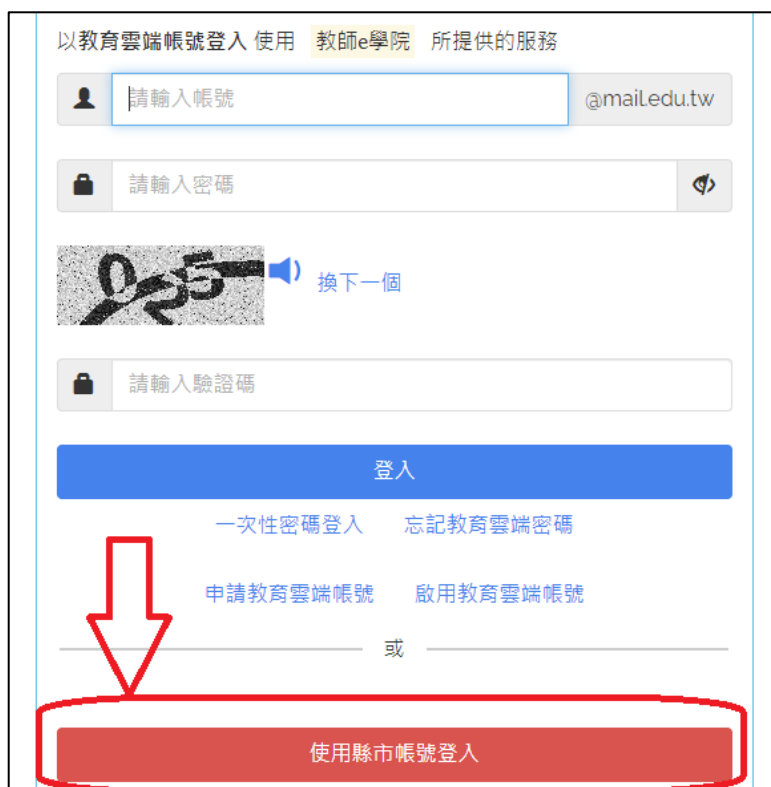 以教育雲端帳號登入 使用 教師e學院 所提供的服務
請輸入帳號 @mail.edu.tw
請輸入密碼
0255 換下一個
請輸入驗證碼
登入
一次性密碼登入 忘記教育雲端密碼
申請教育雲端帳號 啟用教育雲端帳號
或
使用縣市帳號登入